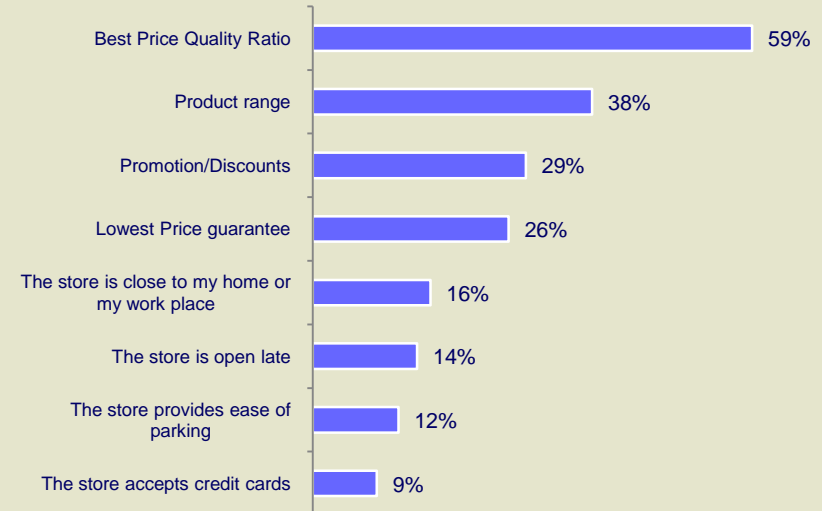 Best Price Quality Ratio
59%
Product range
38%
Promotion/Discounts
29%
Lowest Price guarantee
26%
The store is close to my home or
my work place
16%
The store is open late
14%
The store provides ease of
parking
12%
The store accepts credit cards
9%